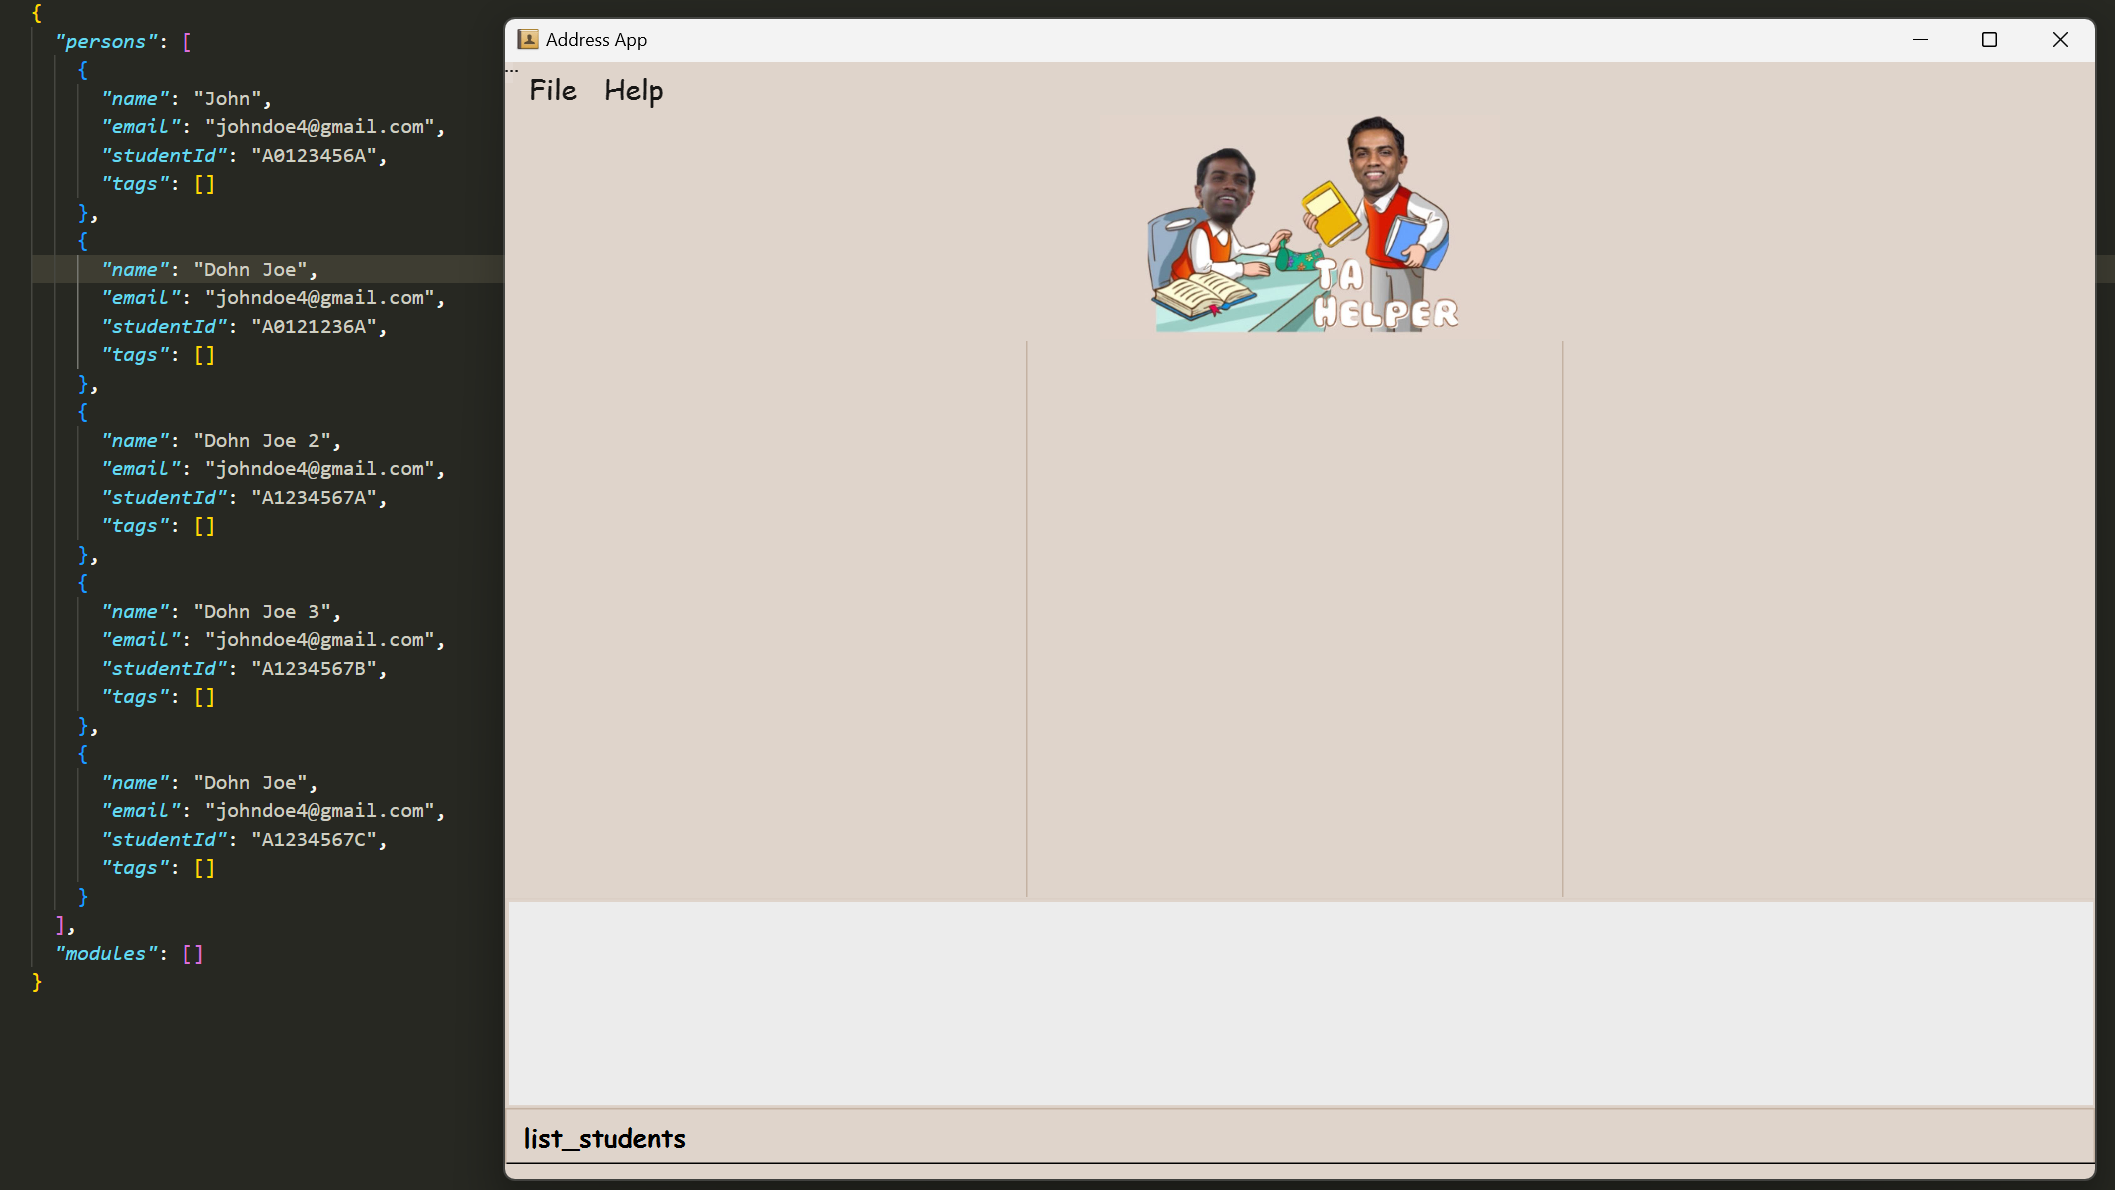 {
"persons": [
{
"name": "John",
"email": "johndoe4@gmail.com",
"studentId": "A0123456A",
"tags": []
},
{
"name": "Dohn Joe",
"email": "johndoe4@gmail.com",
"studentId": "A0121236A",
"tags": []
},
{
"name": "Dohn Joe 2",
"email": "johndoe4@gmail.com",
"studentId": "A1234567A",
"tags": []
},
{
"name": "Dohn Joe 3",
"email": "johndoe4@gmail.com",
"studentId": "A1234567B",
"tags": []
},
{
"name": "Dohn Joe",
"email": "johndoe4@gmail.com",
"studentId": "A1234567C",
"tags": []
}
],
"modules": []
}
Address App
...
File Help
TA
HELPER
list_students